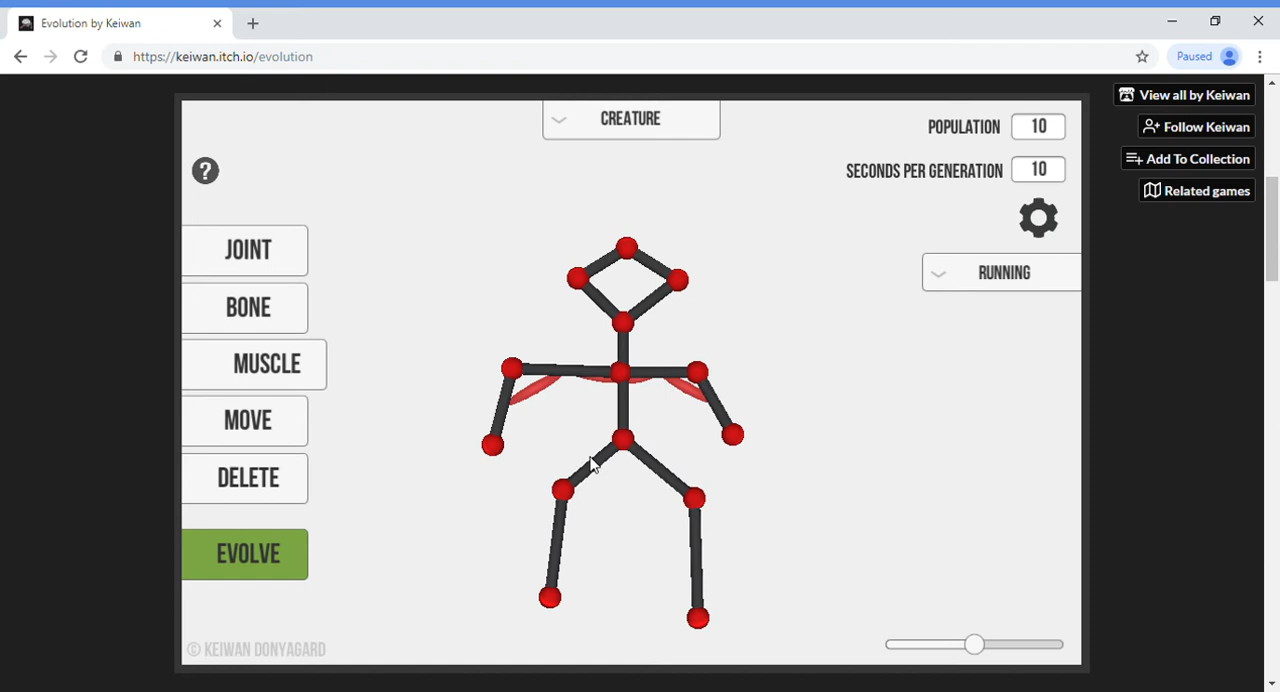 Evolution by Keiwan
https://keiwan.itch.io/evolution
Paused
View all by Keiwan
Follow Keiwan
Add To Collection
Related games
CREATURE
POPULATION 10
SECONDS PER GENERATION 10
?
RUNNING
JOINT
BONE
MUSCLE
MOVE
DELETE
EVOLVE
© KEIWAN DONYAGARD